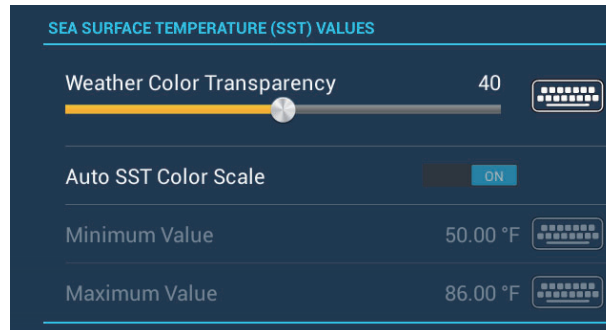 SEA SURFACE TEMPERATURE (SST) VALUES
Weather Color Transparency 40
Auto SST Color Scale ON
Minimum Value 50.00 °F
Maximum Value 86.00 °F